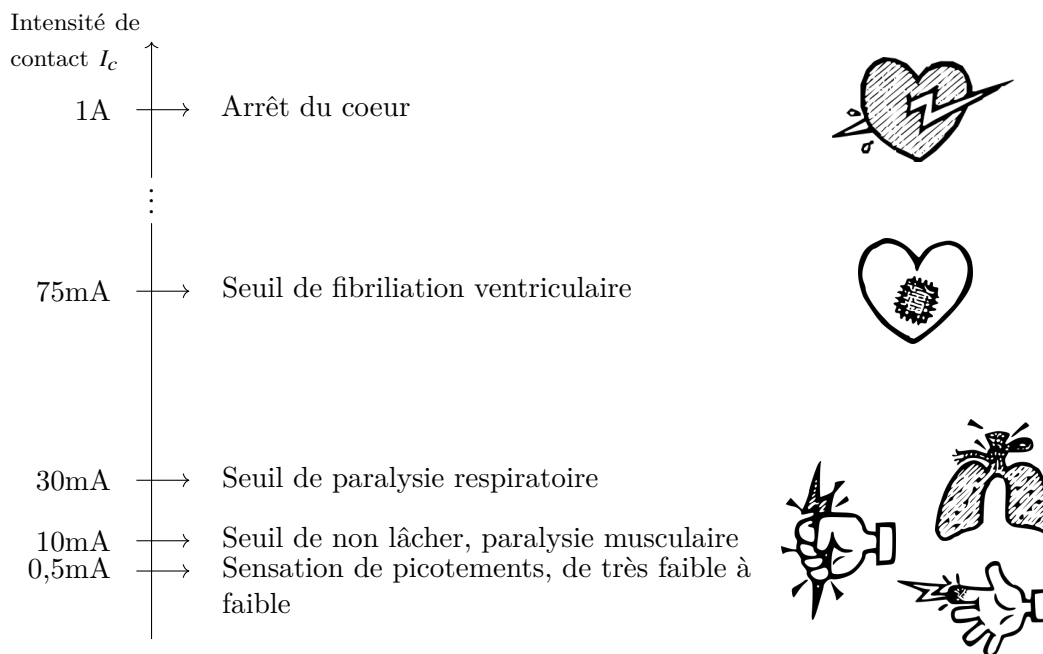 Intensité de
contact I_c
1A Arrêt du coeur
⋮
75mA Seuil de fibriliation ventriculaire
30mA Seuil de paralysie respiratoire
10mA Seuil de non lâcher, paralysie musculaire
0,5mA Sensation de picotements, de très faible à
faible